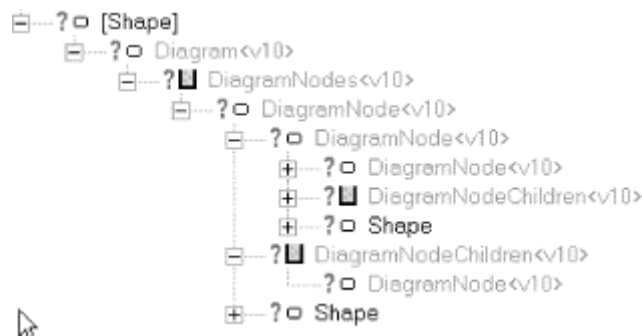 ? [Shape]
? Diagram<v10>
? DiagramNodes<v10>
? DiagramNode<v10>
? DiagramNode<v10>
? DiagramNode<v10>
? DiagramNodeChildren<v10>
? Shape
? DiagramNodeChildren<v10>
? DiagramNode<v10>
? Shape